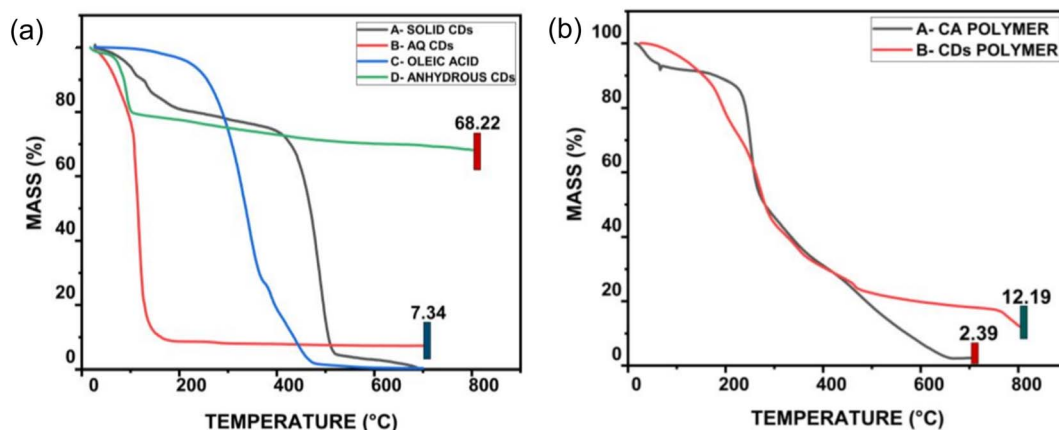 (a)
A- SOLID CDs
B- AQ CDs
C- OLEIC ACID
D- ANHYDROUS CDs
80
60
40
20
0
MASS (%)
68.22
7.34
0
200
400
600
800
TEMPERATURE (°C)
(b)
A- CA POLYMER
B- CDs POLYMER
100
80
60
40
20
0
MASS (%)
12.19
2.39
0
200
400
600
800
TEMPERATURE (°C)